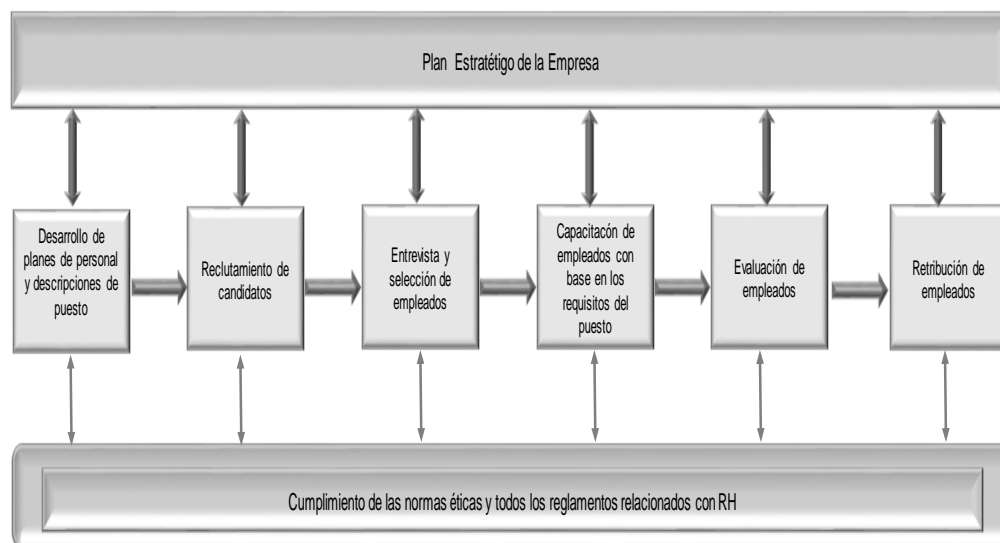 Plan Estratétigo de la Empresa
Desarrollo de
planes de personal
y descripciones de
puesto
Reclutamiento de
candidatos
Entrevista y
selección de
empleados
Capacitacón de
empleados con
base en los
requisitos del
puesto
Evaluación de
empleados
Retribución de
empleados
Cumplimiento de las normas éticas y todos los reglamentos relacionados con RH